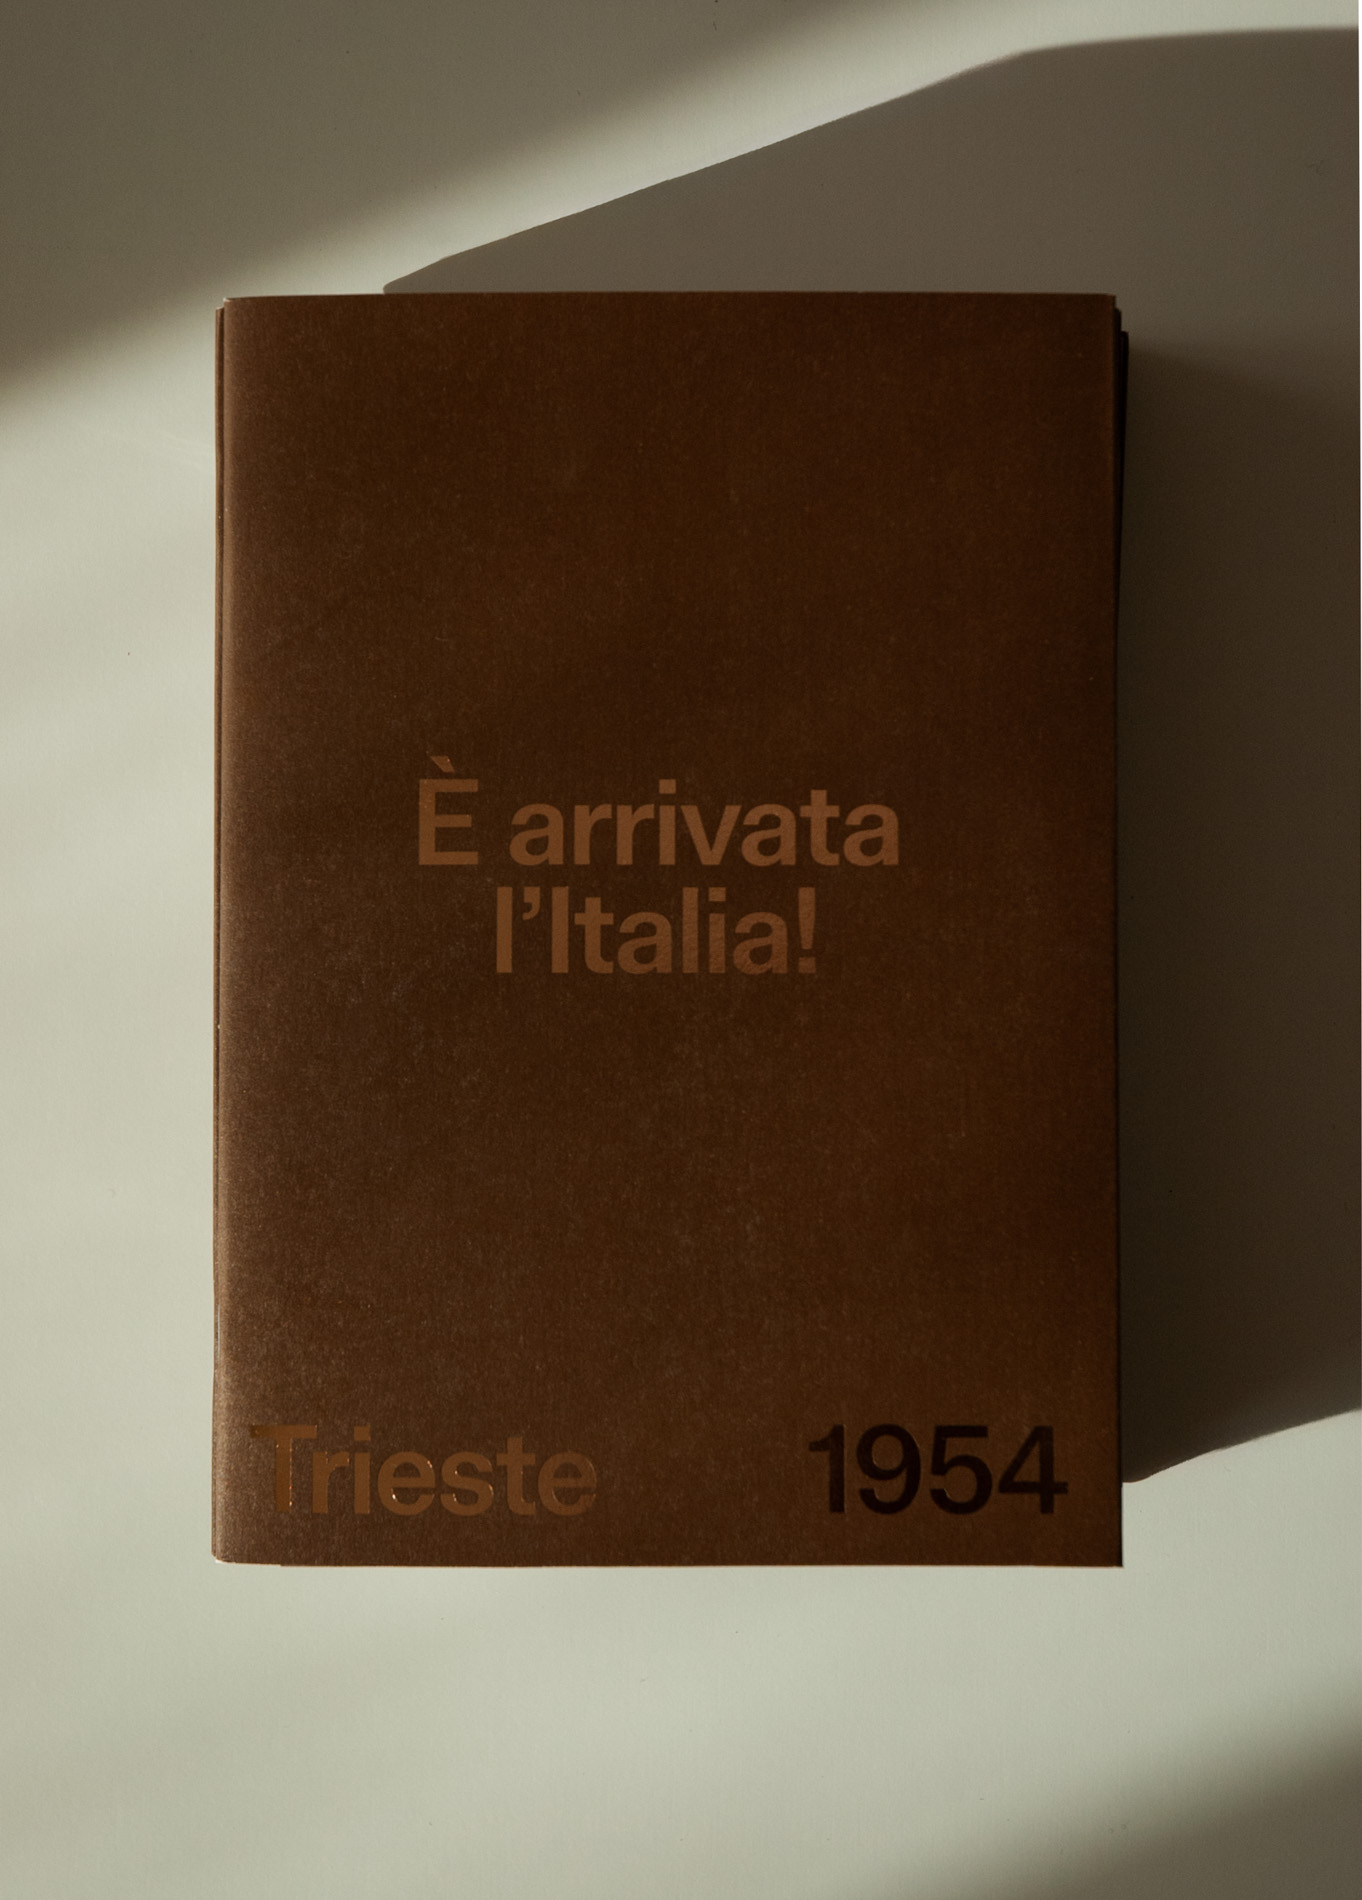 È arrivata
l’Italia!
Trieste 1954